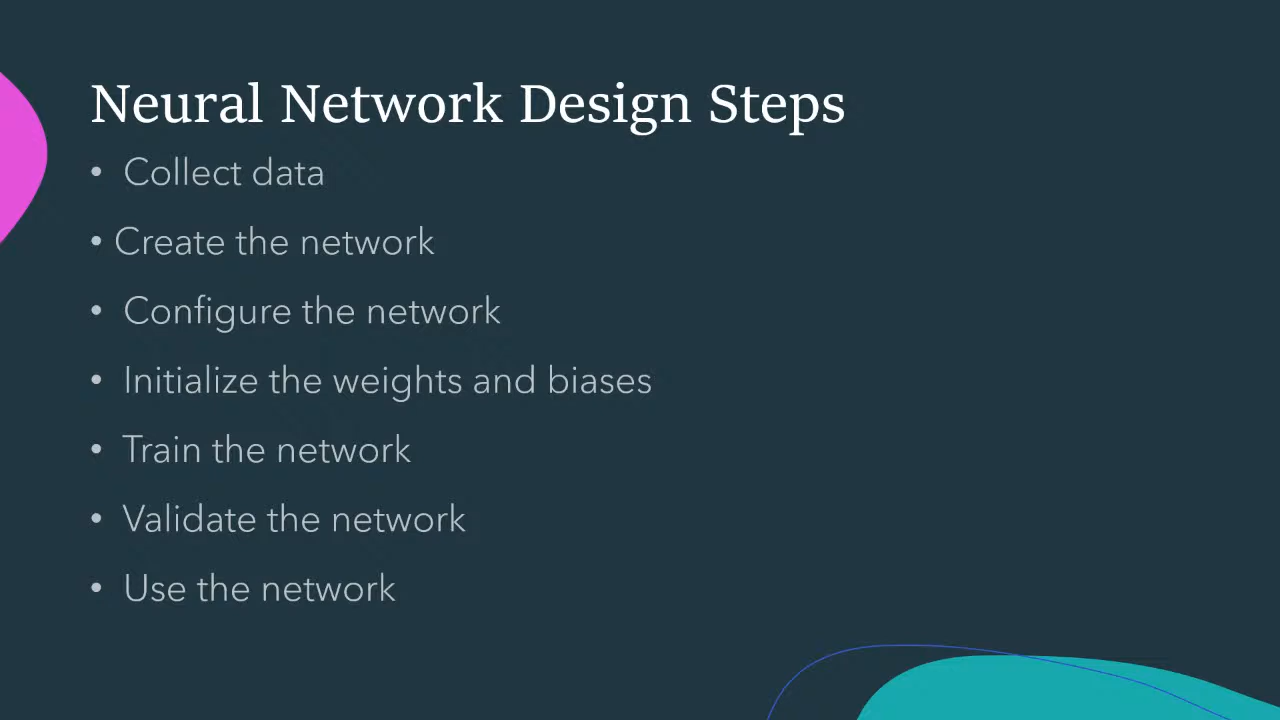 Neural Network Design Steps
• Collect data
• Create the network
• Configure the network
• Initialize the weights and biases
• Train the network
• Validate the network
• Use the network